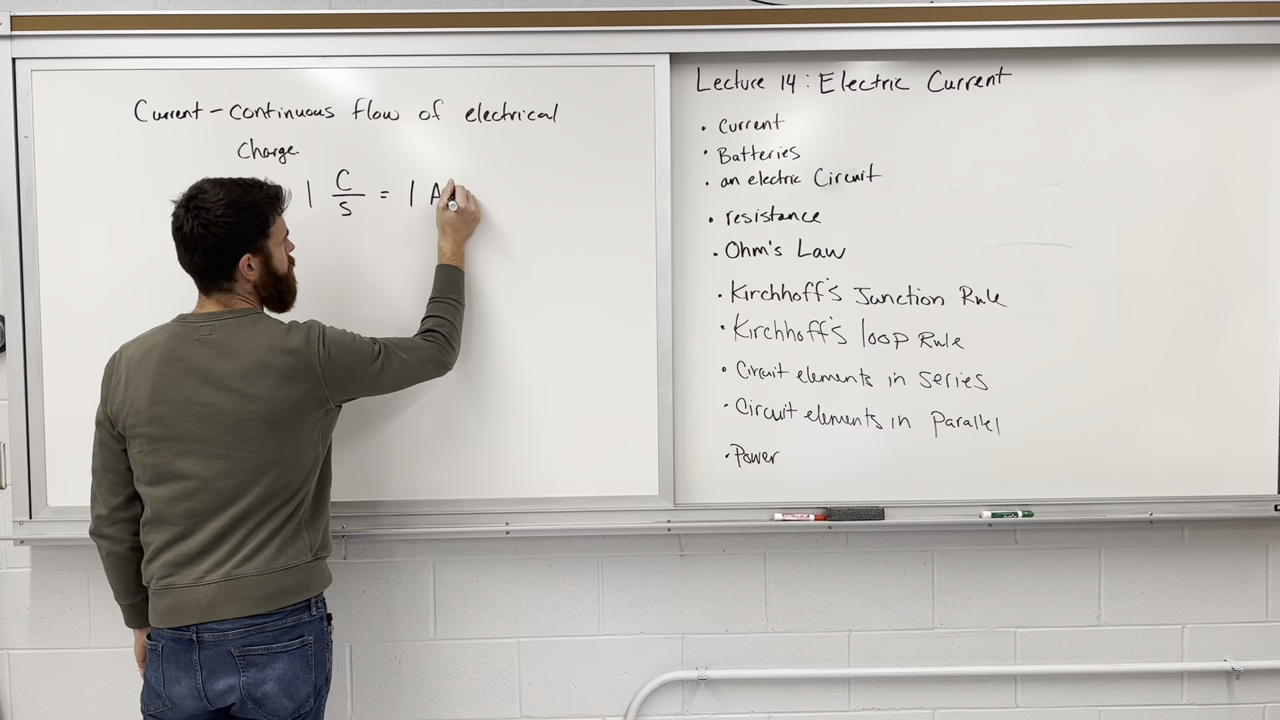 Current - continuous flow of electrical
Charge.
1 C/s = 1 A
Lecture 14: Electric Current
• Current
• Batteries
• an electric Circuit
• resistance
• Ohm's Law
• Kirchhoff's Junction Rule
• Kirchhoff's loop Rule
• Circuit elements in series
• Circuit elements in Parallel
• Power